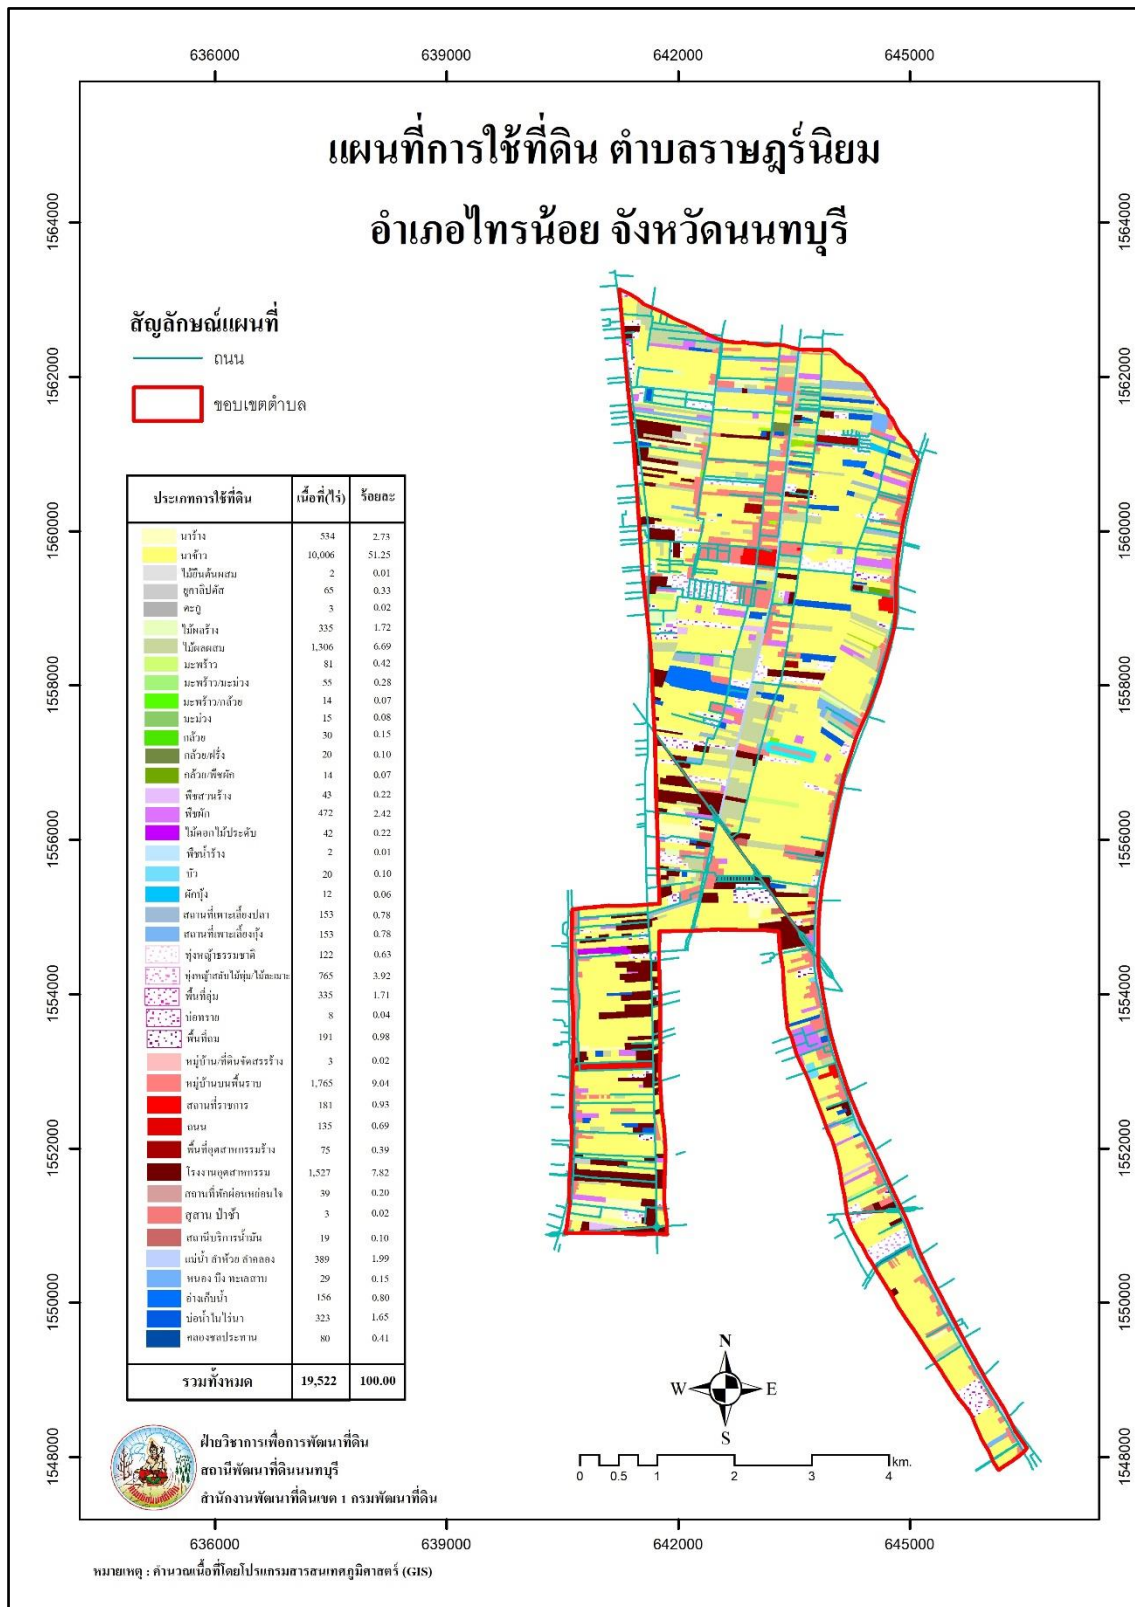 636000 639000 642000 645000
แผนที่การใช้ที่ดิน ตำบลราษฎร์นิยม
อำเภอไทรน้อย จังหวัดนนทบุรี
1564000 1564000
1562000 1562000
1560000 1560000
1558000 1558000
1556000 1556000
1554000 1554000
1552000 1552000
1550000 1550000
1548000 1548000
สัญลักษณ์แผนที่
ถนน
ขอบเขตตำบล
ประเภทการใช้ที่ดิน เนื้อที่(ไร่) ร้อยละ
นาร้าง 534 2.73
นาข้าว 10,006 51.25
ไม้ยืนต้นผสม 2 0.01
ยูคาลิปตัส 65 0.33
ตะกู 3 0.02
ไม้ผลร้าง 335 1.72
ไม้ผลผสม 1,306 6.69
มะพร้าว 81 0.42
มะพร้าว/มะม่วง 55 0.28
มะพร้าว/กล้วย 14 0.07
มะม่วง 15 0.08
กล้วย 30 0.15
กล้วย/ฝรั่ง 20 0.10
กล้วย/พืชผัก 14 0.07
พืชสวนร้าง 43 0.22
พืชผัก 472 2.42
ไม้ดอกไม้ประดับ 42 0.22
พืชน้ำร้าง 2 0.01
บัว 20 0.10
ผักบุ้ง 12 0.06
สถานที่เพาะเลี้ยงปลา 153 0.78
สถานที่เพาะเลี้ยงกุ้ง 153 0.78
ทุ่งหญ้าธรรมชาติ 122 0.63
ทุ่งหญ้าสลับไม้พุ่ม/ไม้ละเมาะ 765 3.92
พื้นที่ลุ่ม 335 1.71
บ่อทราย 8 0.04
พื้นที่ถม 191 0.98
หมู่บ้าน/ที่ดินจัดสรรร้าง 3 0.02
หมู่บ้านบนพื้นราบ 1,765 9.04
สถานที่ราชการ 181 0.93
ถนน 135 0.69
พื้นที่อุตสาหกรรมร้าง 75 0.39
โรงงานอุตสาหกรรม 1,527 7.82
สถานที่พักผ่อนหย่อนใจ 39 0.20
สุสาน ป่าช้า 3 0.02
สถานีบริการน้ำมัน 19 0.10
แม่น้ำ ลำห้วย ลำคลอง 389 1.99
หนอง บึง ทะเลสาบ 29 0.15
อ่างเก็บน้ำ 156 0.80
บ่อน้ำในไร่นา 323 1.65
คลองชลประทาน 80 0.41
รวมทั้งหมด 19,522 100.00
N
W E
S
0 0.5 1 2 3 4 km.
ฝ่ายวิชาการเพื่อการพัฒนาที่ดิน
สถานีพัฒนาที่ดินนนทบุรี
สำนักงานพัฒนาที่ดินเขต 1 กรมพัฒนาที่ดิน
636000 639000 642000 645000
หมายเหตุ : คำนวณเนื้อที่โดยโปรแกรมสารสนเทศภูมิศาสตร์ (GIS)